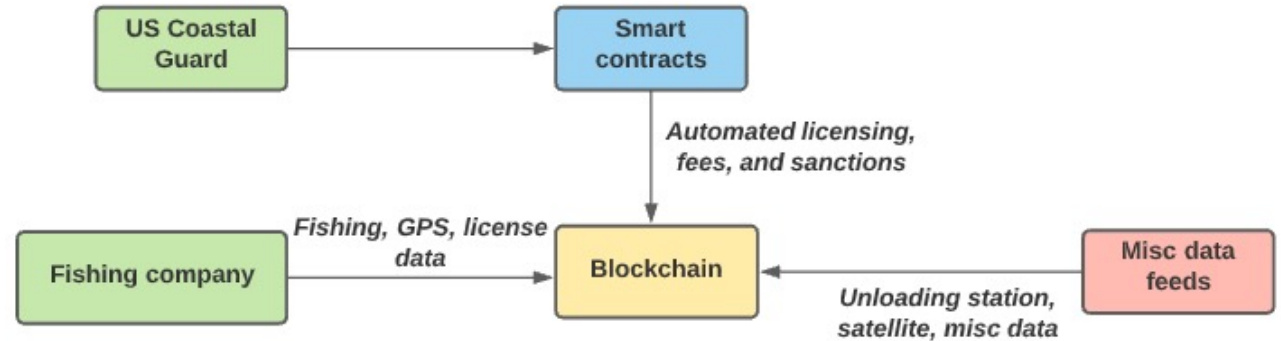 US Coastal
Guard
Smart
contracts
Automated licensing,
fees, and sanctions
Fishing, GPS, license
data
Fishing company
Blockchain
Misc data
feeds
Unloading station,
satellite, misc data